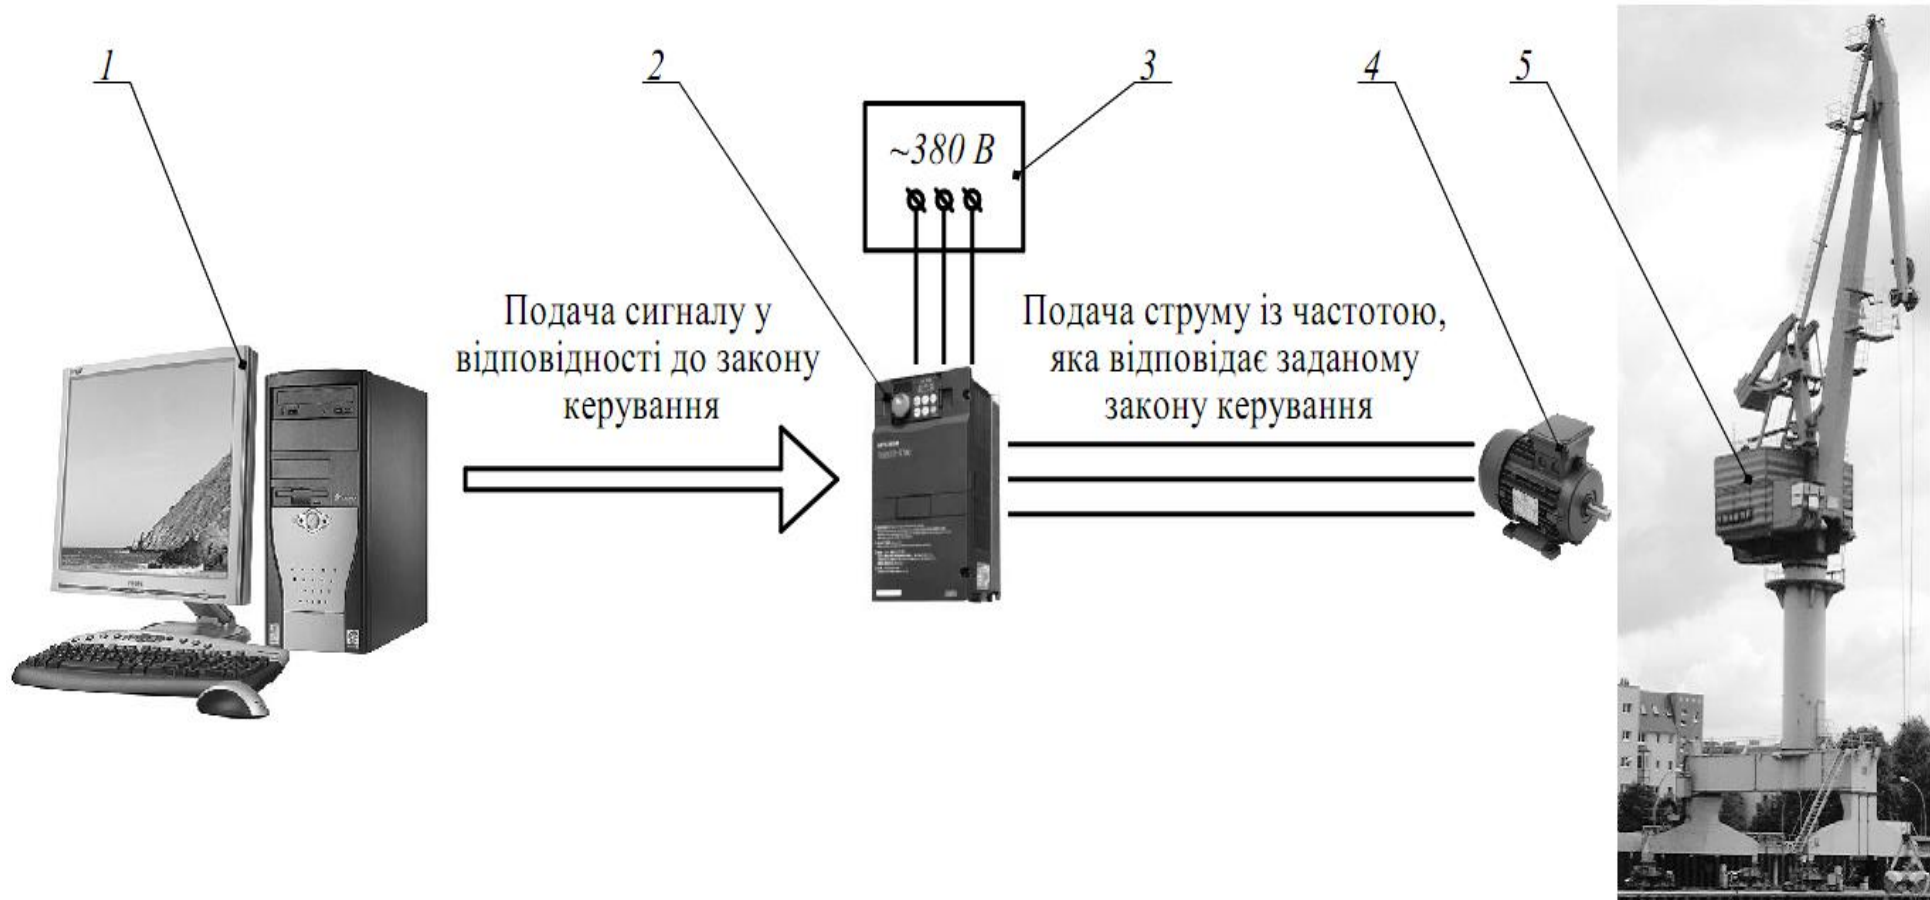 1
2
3
4
5
~380 В
Подача сигналу у
відповідності до закону
керування
Подача струму із частотою,
яка відповідає заданому
закону керування